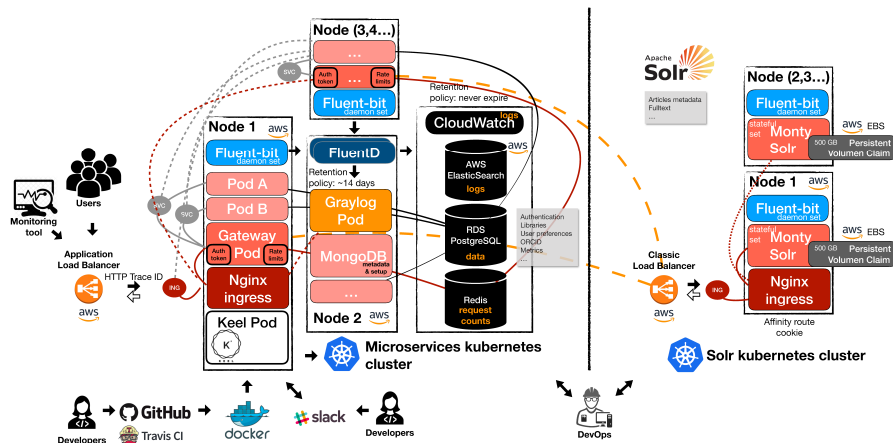 Node (3,4...)
...
SVC
Auth
token
...
Rate
limits
Fluent-bit
daemon set
Retention
policy: never expire
Node 1
aws
Fluent-bit
daemon set
Pod A
Pod B
SVC
SVC
Gateway
Pod
Auth
token
Rate
limits
Nginx
ingress
ING
Keel Pod
K
FluentD
Retention
policy: ~14 days
Graylog
Pod
MongoDB
metadata
& setup
...
Node 2
aws
CloudWatch
logs
aws
AWS
ElasticSearch
logs
RDS
PostgreSQL
data
Redis
request
counts
Authentication
Libraries
User preferences
ORCID
Metrics
...
Users
Monitoring
tool
Application
Load Balancer
HTTP Trace ID
aws
Microservices kubernetes
cluster
Developers
GitHub
Travis CI
docker
slack
Developers
DevOps
Apache
Solr
Articles metadata
Fulltext
...
Node (2,3...)
Fluent-bit
daemon set
stateful
set
Monty
Solr
aws
EBS
500 GB
Persistent
Volumen Claim
Node 1
Fluent-bit
daemon set
stateful
set
Monty
Solr
aws
EBS
500 GB
Persistent
Volumen Claim
Nginx
ingress
ING
Classic
Load Balancer
aws
Affinity route
cookie
Solr kubernetes cluster